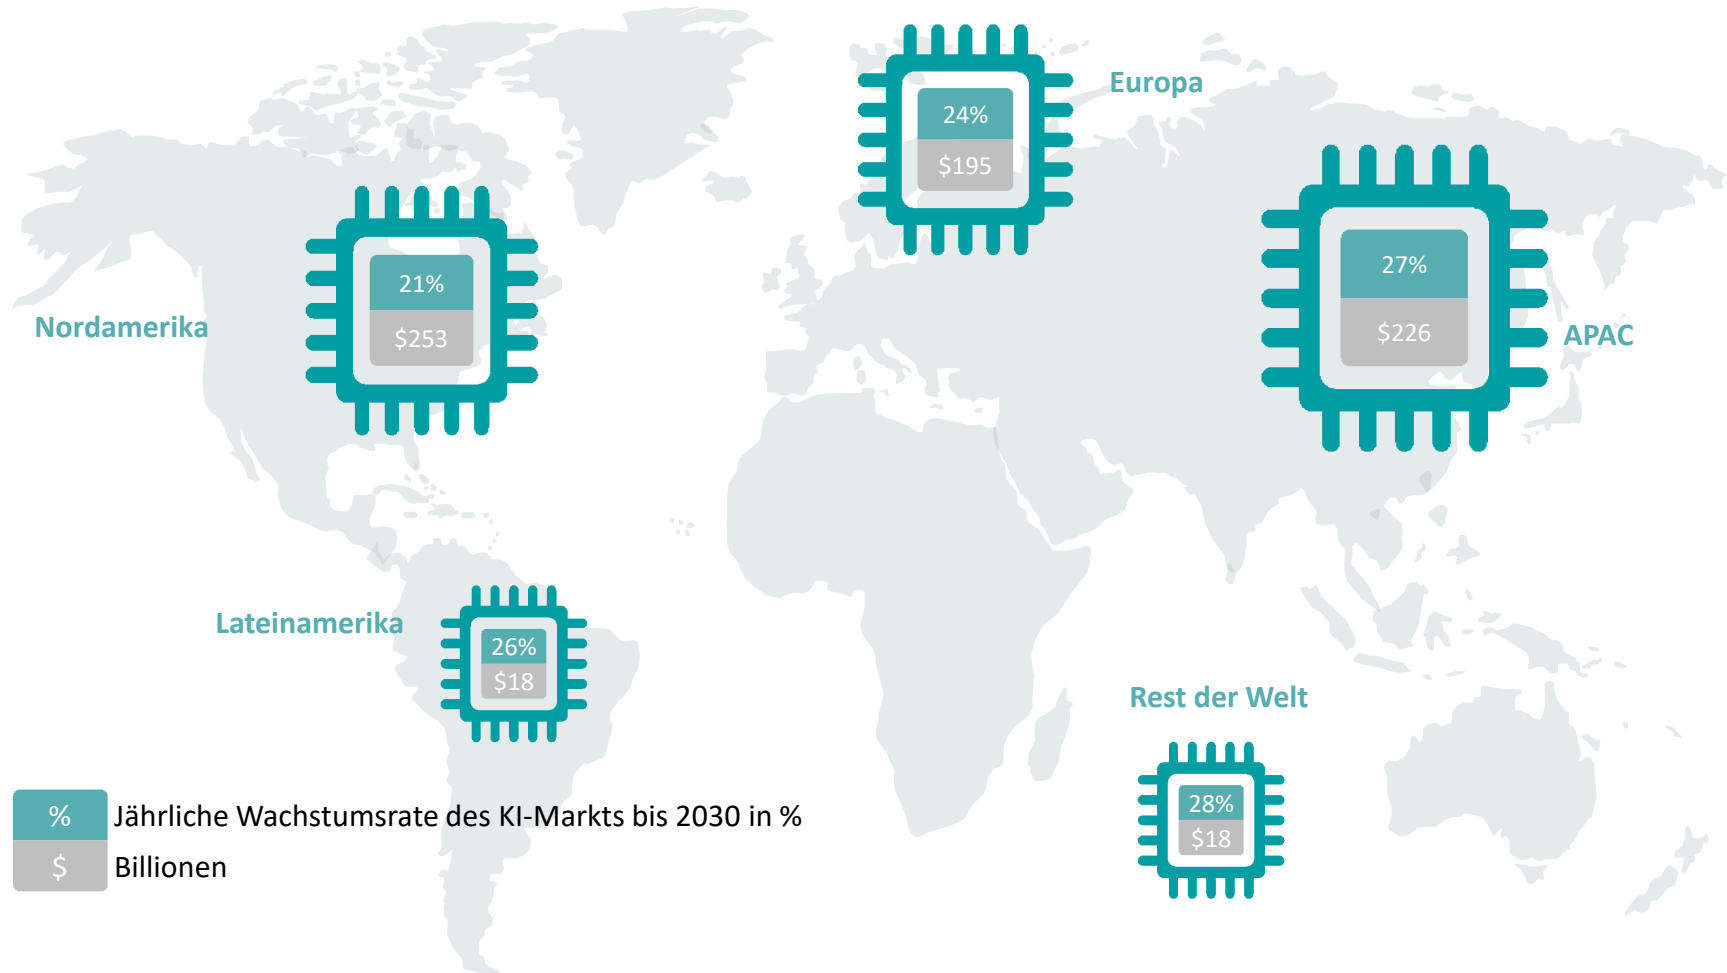 Europa
24%
$195
Nordamerika
21%
$253
27%
$226
APAC
Lateinamerika
26%
$18
Rest der Welt
28%
$18
% Jährliche Wachstumsrate des KI-Markts bis 2030 in %
$ Billionen